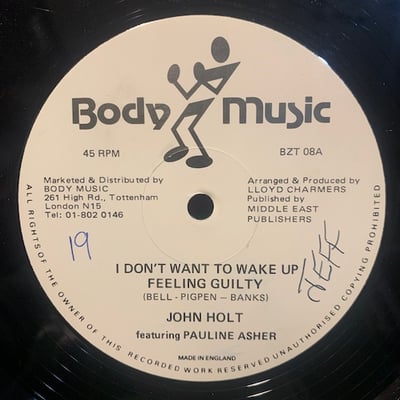 Body Music
45 RPM
BZT 08A
Marketed & Distributed by
BODY MUSIC
261 High Rd., Tottenham
London N15
Tel: 01-802 0146
Arranged & Produced by
LLOYD CHARMERS
Published by
MIDDLE EAST
PUBLISHERS
19
JEFF
I DON'T WANT TO WAKE UP
FEELING GUILTY
(BELL - PIGPEN – BANKS)
JOHN HOLT
featuring PAULINE ASHER
MADE IN ENGLAND
ALL RIGHTS OF THE OWNER OF THIS RECORDED WORK RESERVED UNAUTHORISED COPYING PROHIBITED